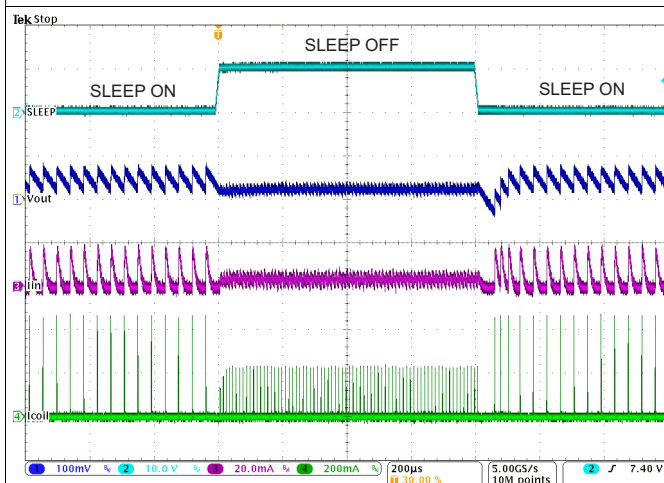 Tek Stop
T
SLEEP OFF
SLEEP ON
SLEEP ON
2 SLEEP
1 Vout
3 Iin
4 Icoil
1 100mV 2 10.0 V 3 20.0mA 4 200mA 200µs 5.00GS/s 2 7.40 V
T 30.00 % 10M points